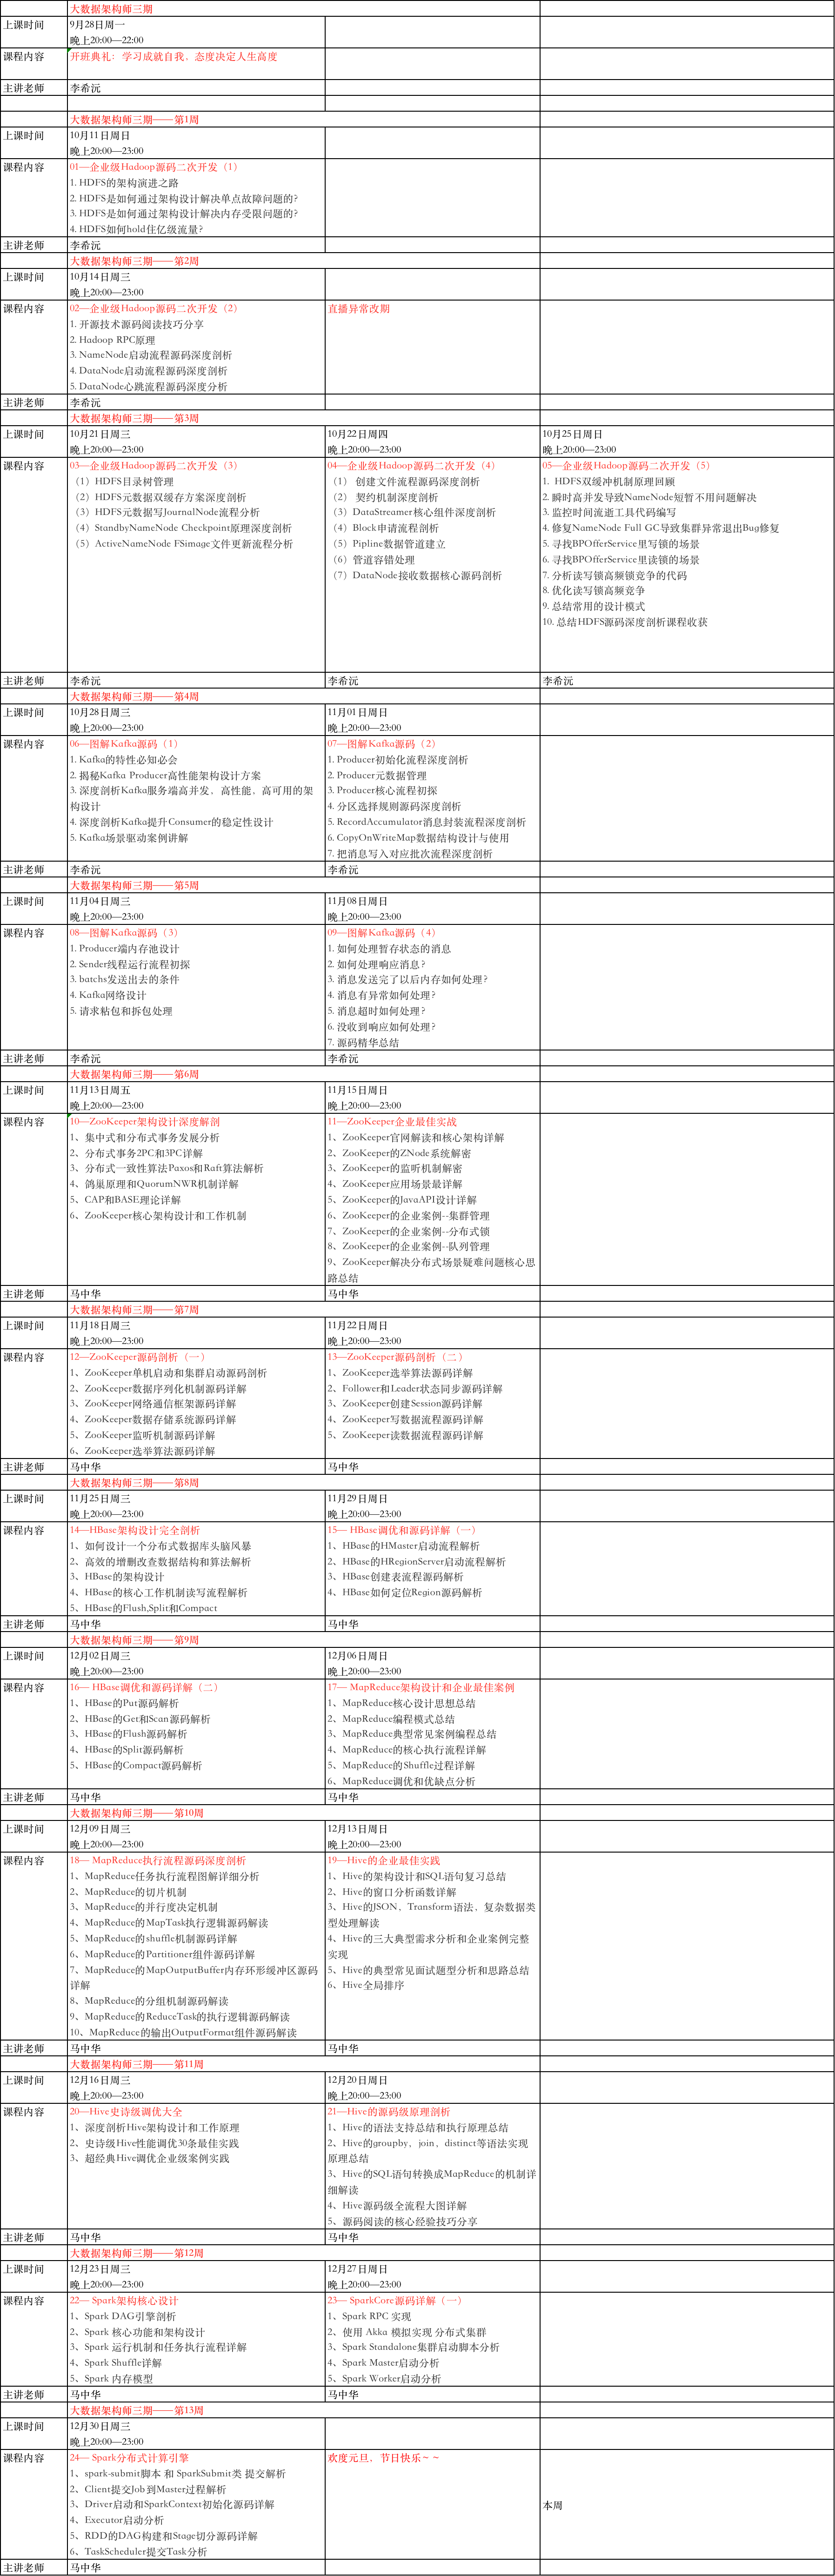 大数据架构师三期
上课时间
9月28日周一
晚上20:00—22:00
课程内容
开班典礼：学习成就自我，态度决定人生高度
主讲老师
李希沅
大数据架构师三期——第1周
上课时间
10月11日周日
晚上20:00—23:00
课程内容
01—企业级Hadoop源码二次开发（1）
1. HDFS的架构演进之路
2. HDFS是如何通过架构设计解决单点故障问题的？
3. HDFS是如何通过架构设计解决内存受限问题的？
4. HDFS如何hold住亿级流量？
主讲老师
李希沅
大数据架构师三期——第2周
上课时间
10月14日周三
晚上20:00—23:00
课程内容
02—企业级Hadoop源码二次开发（2）
1. 开源技术源码阅读技巧分享
2. Hadoop RPC原理
3. NameNode启动流程源码深度剖析
4. DataNode启动流程源码深度剖析
5. DataNode心跳流程源码深度分析
直播异常改期
主讲老师
李希沅
大数据架构师三期——第3周
上课时间
10月21日周三
晚上20:00—23:00
10月22日周四
晚上20:00—23:00
10月25日周日
晚上20:00—23:00
课程内容
03—企业级Hadoop源码二次开发（3）
（1）HDFS目录树管理
（2）HDFS元数据双缓存方案深度剖析
（3）HDFS元数据写JournalNode流程分析
（4）StandbyNameNode Checkpoint原理深度剖析
（5）ActiveNameNode FSimage文件更新流程分析
04—企业级Hadoop源码二次开发（4）
（1） 创建文件流程源码深度剖析
（2） 契约机制深度剖析
（3）DataStreamer核心组件深度剖析
（4）Block申请流程剖析
（5）Pipline数据管道建立
（6）管道容错处理
（7）DataNode接收数据核心源码剖析
05—企业级Hadoop源码二次开发（5）
1. HDFS双缓冲机制原理回顾
2. 瞬时高并发导致NameNode短暂不用问题解决
3. 监控时间流逝工具代码编写
4. 修复NameNode Full GC导致集群异常退出Bug修复
5. 寻找BPOfferService里写锁的场景
6. 寻找BPOfferService里读锁的场景
7. 分析读写锁高频锁竞争的代码
8. 优化读写锁高频竞争
9. 总结常用的设计模式
10. 总结HDFS源码深度剖析课程收获
主讲老师
李希沅
李希沅
李希沅
大数据架构师三期——第4周
上课时间
10月28日周三
晚上20:00—23:00
11月01日周日
晚上20:00—23:00
课程内容
06—图解Kafka源码（1）
1. Kafka的特性必知必会
2. 揭秘Kafka Producer高性能架构设计方案
3. 深度剖析Kafka服务端高并发、高性能、高可用的架
构设计
4. 深度剖析Kafka提升Consumer的稳定性设计
5. Kafka场景驱动案例讲解
07—图解Kafka源码（2）
1. Producer初始化流程深度剖析
2. Producer元数据管理
3. Producer核心流程初探
4. 分区选择规则源码深度剖析
5. RecordAccumulator消息封装流程深度剖析
6. CopyOnWriteMap数据结构设计与使用
7. 把消息写入对应批次流程深度剖析
主讲老师
李希沅
李希沅
大数据架构师三期——第5周
上课时间
11月04日周三
晚上20:00—23:00
11月08日周日
晚上20:00—23:00
课程内容
08—图解Kafka源码（3）
1. Producer端内存池设计
2. Sender线程运行流程初探
3. batchs发送出去的条件
4. Kafka网络设计
5. 请求粘包和拆包处理
09—图解Kafka源码（4）
1. 如何处理暂存状态的消息
2. 如何处理响应消息？
3. 消息发送完了以后内存如何处理？
4. 消息有异常如何处理？
5. 消息超时如何处理？
6. 没收到响应如何处理？
7. 源码精华总结
主讲老师
李希沅
李希沅
大数据架构师三期——第6周
上课时间
11月13日周五
晚上20:00—23:00
11月15日周日
晚上20:00—23:00
课程内容
10—ZooKeeper架构设计深度解剖
1、集中式和分布式事务发展分析
2、分布式事务2PC和3PC详解
3、分布式一致性算法Paxos和Raft算法解析
4、鸽巢原理和QuorumNWR机制详解
5、CAP和BASE理论详解
6、ZooKeeper核心架构设计和工作机制
11—ZooKeeper企业最佳实战
1、ZooKeeper官网解读和核心架构详解
2、ZooKeeper的ZNode系统解密
3、ZooKeeper的监听机制解密
4、ZooKeeper应用场景最详解
5、ZooKeeper的JavaAPI设计详解
6、ZooKeeper的企业案例--集群管理
7、ZooKeeper的企业案例--分布式锁
8、ZooKeeper的企业案例--队列管理
9、ZooKeeper解决分布式场景疑难问题核心思
路总结
主讲老师
马中华
马中华
大数据架构师三期——第7周
上课时间
11月18日周三
晚上20:00—23:00
11月22日周日
晚上20:00—23:00
课程内容
12—ZooKeeper源码剖析（一）
1、ZooKeeper单机启动和集群启动源码剖析
2、ZooKeeper数据序列化机制源码详解
3、ZooKeeper网络通信框架源码详解
4、ZooKeeper数据存储系统源码详解
5、ZooKeeper监听机制源码详解
6、ZooKeeper选举算法源码详解
13—ZooKeeper源码剖析（二）
1、ZooKeeper选举算法源码详解
2、Follower和Leader状态同步源码详解
3、ZooKeeper创建Session源码详解
4、ZooKeeper写数据流程源码详解
5、ZooKeeper读数据流程源码详解
主讲老师
马中华
马中华
大数据架构师三期——第8周
上课时间
11月25日周三
晚上20:00—23:00
11月29日周日
晚上20:00—23:00
课程内容
14—HBase架构设计完全剖析
1、如何设计一个分布式数据库头脑风暴
2、高效的增删改查数据结构和算法解析
3、HBase的架构设计
4、HBase的核心工作机制读写流程解析
5、HBase的Flush,Split和Compact
15— HBase调优和源码详解（一）
1、HBase的HMaster启动流程解析
2、HBase的HRegionServer启动流程解析
3、HBase创建表流程源码解析
4、HBase如何定位Region源码解析
主讲老师
马中华
马中华
大数据架构师三期——第9周
上课时间
12月02日周三
晚上20:00—23:00
12月06日周日
晚上20:00—23:00
课程内容
16— HBase调优和源码详解（二）
1、HBase的Put源码解析
2、HBase的Get和Scan源码解析
3、HBase的Flush源码解析
4、HBase的Split源码解析
5、HBase的Compact源码解析
17— MapReduce架构设计和企业最佳案例
1、MapReduce核心设计思想总结
2、MapReduce编程模式总结
3、MapReduce典型常见案例编程总结
4、MapReduce的核心执行流程详解
5、MapReduce的Shuffle过程详解
6、MapReduce调优和优缺点分析
主讲老师
马中华
马中华
大数据架构师三期——第10周
上课时间
12月09日周三
晚上20:00—23:00
12月13日周日
晚上20:00—23:00
课程内容
18— MapReduce执行流程源码深度剖析
1、MapReduce任务执行流程图解详细分析
2、MapReduce的切片机制
3、MapReduce的并行度决定机制
4、MapReduce的MapTask执行逻辑源码解读
5、MapReduce的shuffle机制源码详解
6、MapReduce的Partitioner组件源码详解
7、MapReduce的MapOutputBuffer内存环形缓冲区源码
详解
8、MapReduce的分组机制源码解读
9、MapReduce的ReduceTask的执行逻辑源码解读
10、MapReduce的输出OutputFormat组件源码解读
19—Hive的企业最佳实践
1、Hive的架构设计和SQL语句复习总结
2、Hive的窗口分析函数详解
3、Hive的JSON，Transform语法，复杂数据类
型处理解读
4、Hive的三大典型需求分析和企业案例完整
实现
5、Hive的典型常见面试题型分析和思路总结
6、Hive全局排序
主讲老师
马中华
马中华
大数据架构师三期——第11周
上课时间
12月16日周三
晚上20:00—23:00
12月20日周日
晚上20:00—23:00
课程内容
20—Hive史诗级调优大全
1、深度剖析Hive架构设计和工作原理
2、史诗级Hive性能调优30条最佳实践
3、超经典Hive调优企业级案例实践
21—Hive的源码级原理剖析
1、Hive的语法支持总结和执行原理总结
2、Hive的groupby，join，distinct等语法实现
原理总结
3、Hive的SQL语句转换成MapReduce的机制详
细解读
4、Hive源码级全流程大图详解
5、源码阅读的核心经验技巧分享
主讲老师
马中华
马中华
大数据架构师三期——第12周
上课时间
12月23日周三
晚上20:00—23:00
12月27日周日
晚上20:00—23:00
课程内容
22— Spark架构核心设计
1、Spark DAG引擎剖析
2、Spark 核心功能和架构设计
3、Spark 运行机制和任务执行流程详解
4、Spark Shuffle详解
5、Spark 内存模型
23— SparkCore源码详解（一）
1、Spark RPC 实现
2、使用 Akka 模拟实现 分布式集群
3、Spark Standalone集群启动脚本分析
4、Spark Master启动分析
5、Spark Worker启动分析
主讲老师
马中华
马中华
大数据架构师三期——第13周
上课时间
12月30日周三
晚上20:00—23:00
课程内容
24— Spark分布式计算引擎
1、spark-submit脚本 和 SparkSubmit类 提交解析
2、Client提交Job到Master过程解析
3、Driver启动和SparkContext初始化源码详解
4、Executor启动分析
5、RDD的DAG构建和Stage切分源码详解
6、TaskScheduler提交Task分析
欢度元旦，节日快乐~ ~
本周
主讲老师
马中华